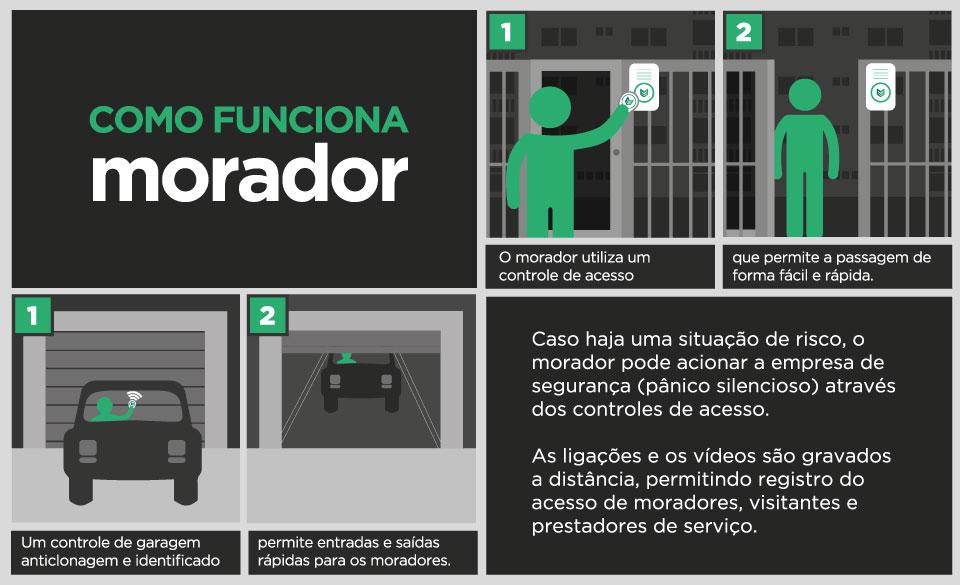 COMO FUNCIONA
morador
1
O morador utiliza um
controle de acesso
2
que permite a passagem de
forma fácil e rápida.
1
Um controle de garagem
anticlonagem e identificado
2
permite entradas e saídas
rápidas para os moradores.
Caso haja uma situação de risco, o
morador pode acionar a empresa de
segurança (pânico silencioso) através
dos controles de acesso.
As ligações e os vídeos são gravados
a distância, permitindo registro do
acesso de moradores, visitantes e
prestadores de serviço.